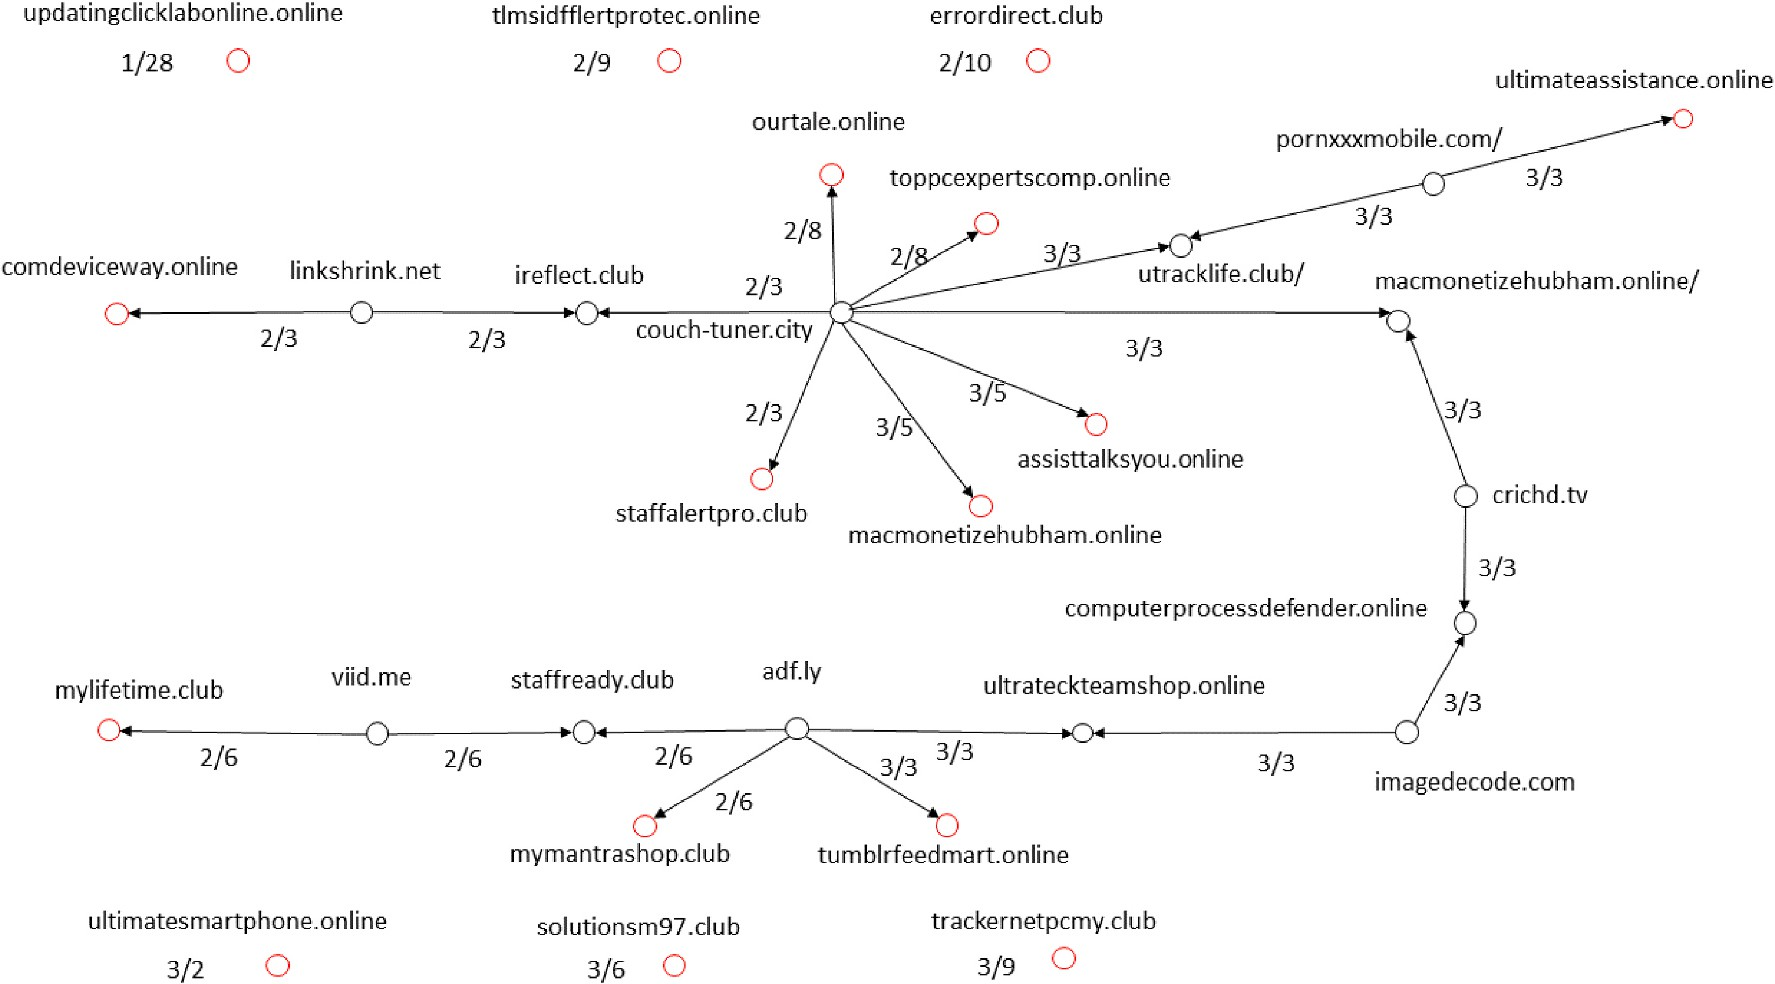 updatingclicklabonline.online
tlmsidfflertprotec.online
errordirect.club
1/28
2/9
2/10
ultimateassistance.online
ourtale.online
pornxxxmobile.com/
toppcexpertscomp.online
3/3
3/3
2/8
2/8
3/3
comdeviceway.online
linkshrink.net
ireflect.club
utracklife.club/
macmonetizehubham.online/
2/3
couch-tuner.city
2/3
2/3
3/3
3/5
2/3
3/5
3/3
assisttalksyou.online
crichd.tv
staffalertpro.club
macmonetizehubham.online
3/3
computerprocessdefender.online
mylifetime.club
viid.me
staffready.club
adf.ly
ultrateckteamshop.online
3/3
2/6
2/6
2/6
3/3
3/3
3/3
imagedecode.com
2/6
mymantrashop.club
tumblrfeedmart.online
ultimatesmartphone.online
solutionsm97.club
trackernetpcmy.club
3/2
3/6
3/9